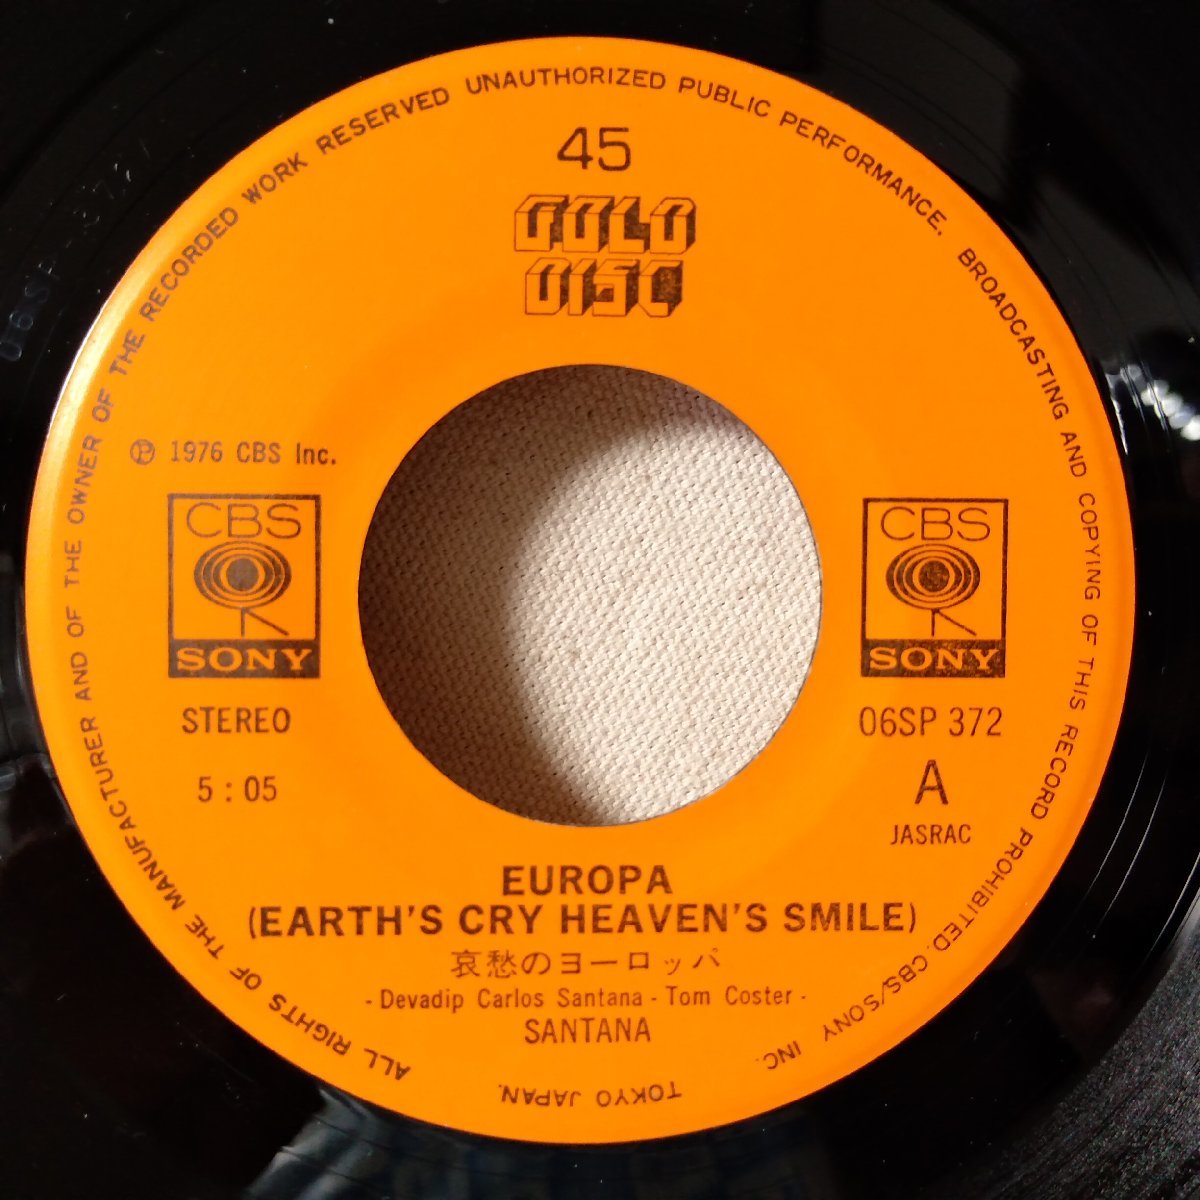 ALL RIGHTS OF THE MANUFACTURER AND OF THE OWNER OF THE RECORDED WORK RESERVED UNAUTHORIZED PUBLIC PERFORMANCE. BROADCASTING AND COPYING OF THIS RECORD PROHIBITED. CBS/SONY INC.
TOKYO JAPAN.
45
GOLD
DISC
℗ 1976 CBS Inc.
CBS
SONY
STEREO
5:05
CBS
SONY
06SP 372
A
JASRAC
EUROPA
(EARTH'S CRY HEAVEN'S SMILE)
哀愁のヨーロッパ
- Devadip Carlos Santana - Tom Coster -
SANTANA